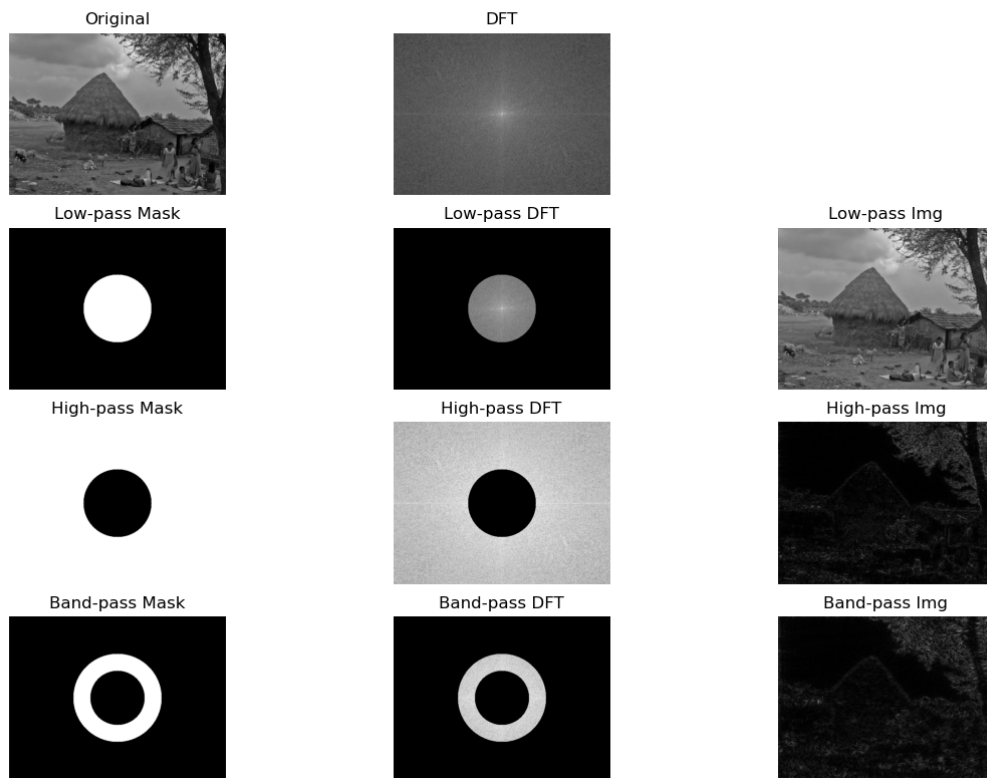 Original
DFT
Low-pass Mask
Low-pass DFT
Low-pass Img
High-pass Mask
High-pass DFT
High-pass Img
Band-pass Mask
Band-pass DFT
Band-pass Img